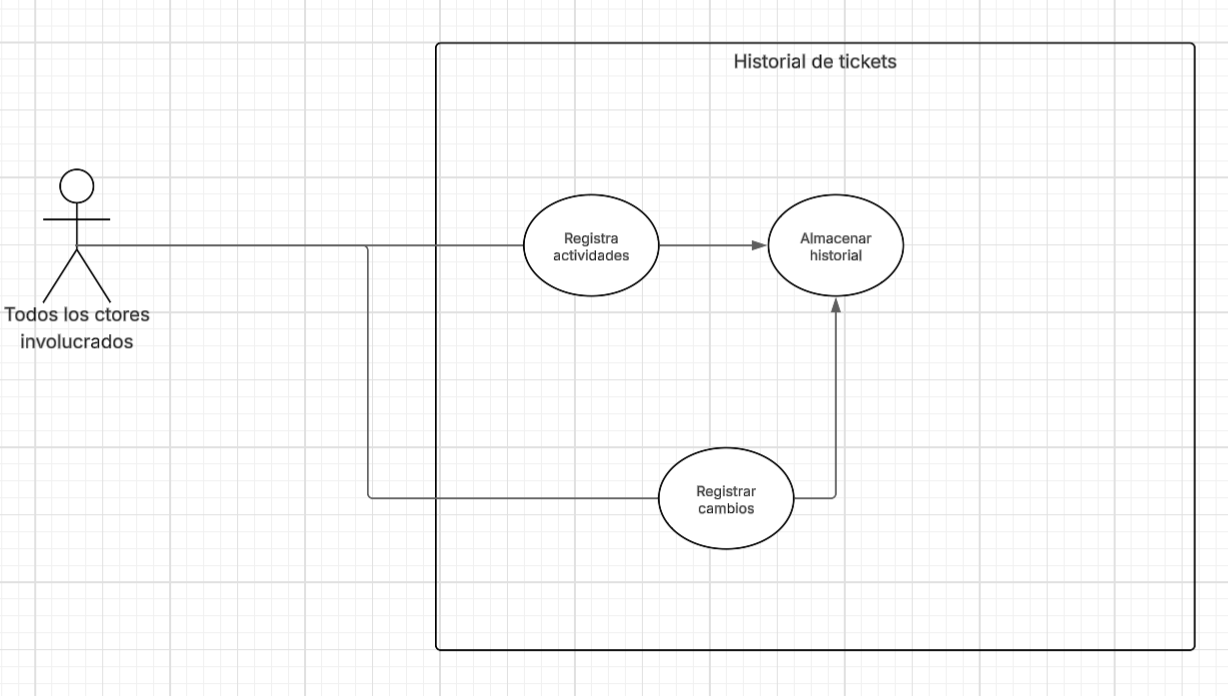 Historial de tickets
Registra
actividades
Almacenar
historial
Todos los ctores
involucrados
Registrar
cambios